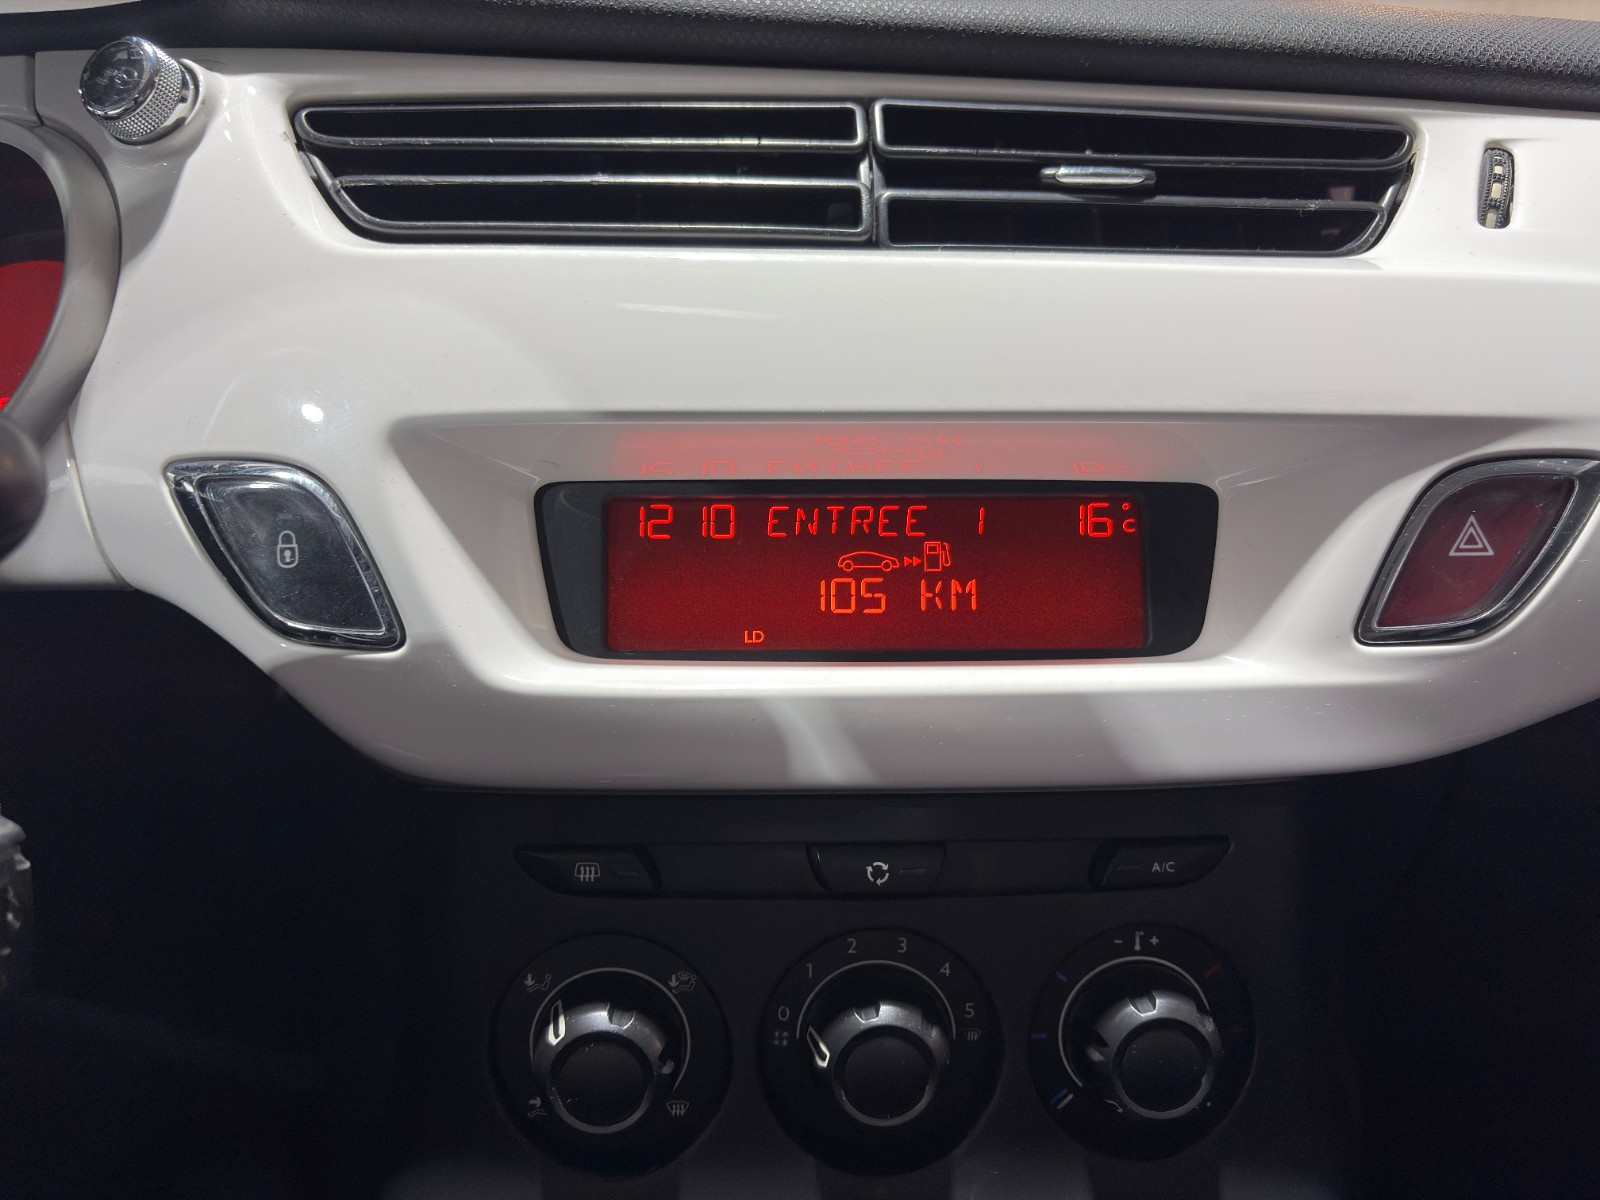 12 10 ENTREE 1 16°C
105 KM
LD
A/C
0 1 2 3 4 5
- +